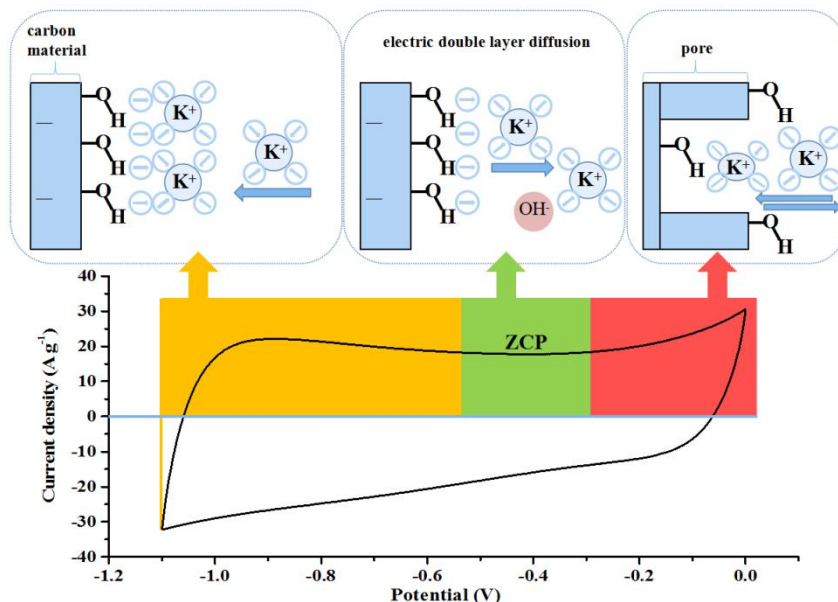 carbon
material
O
H
O
H
O
H
K⁺
K⁺
K⁺
electric double layer diffusion
O
H
O
H
O
H
K⁺
K⁺
OH⁻
pore
O
H
O
H
O
H
K⁺
K⁺
ZCP
Current density (A g⁻¹)
40
30
20
10
0
-10
-20
-30
-40
-1.2 -1.0 -0.8 -0.6 -0.4 -0.2 0.0
Potential (V)